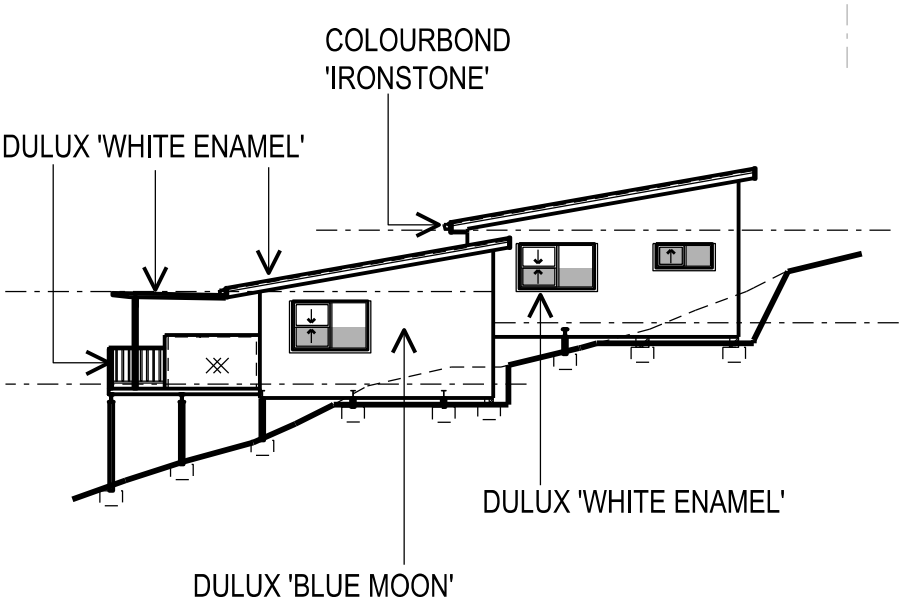 COLOURBOND
'IRONSTONE'
DULUX 'WHITE ENAMEL'
DULUX 'WHITE ENAMEL'
DULUX 'BLUE MOON'